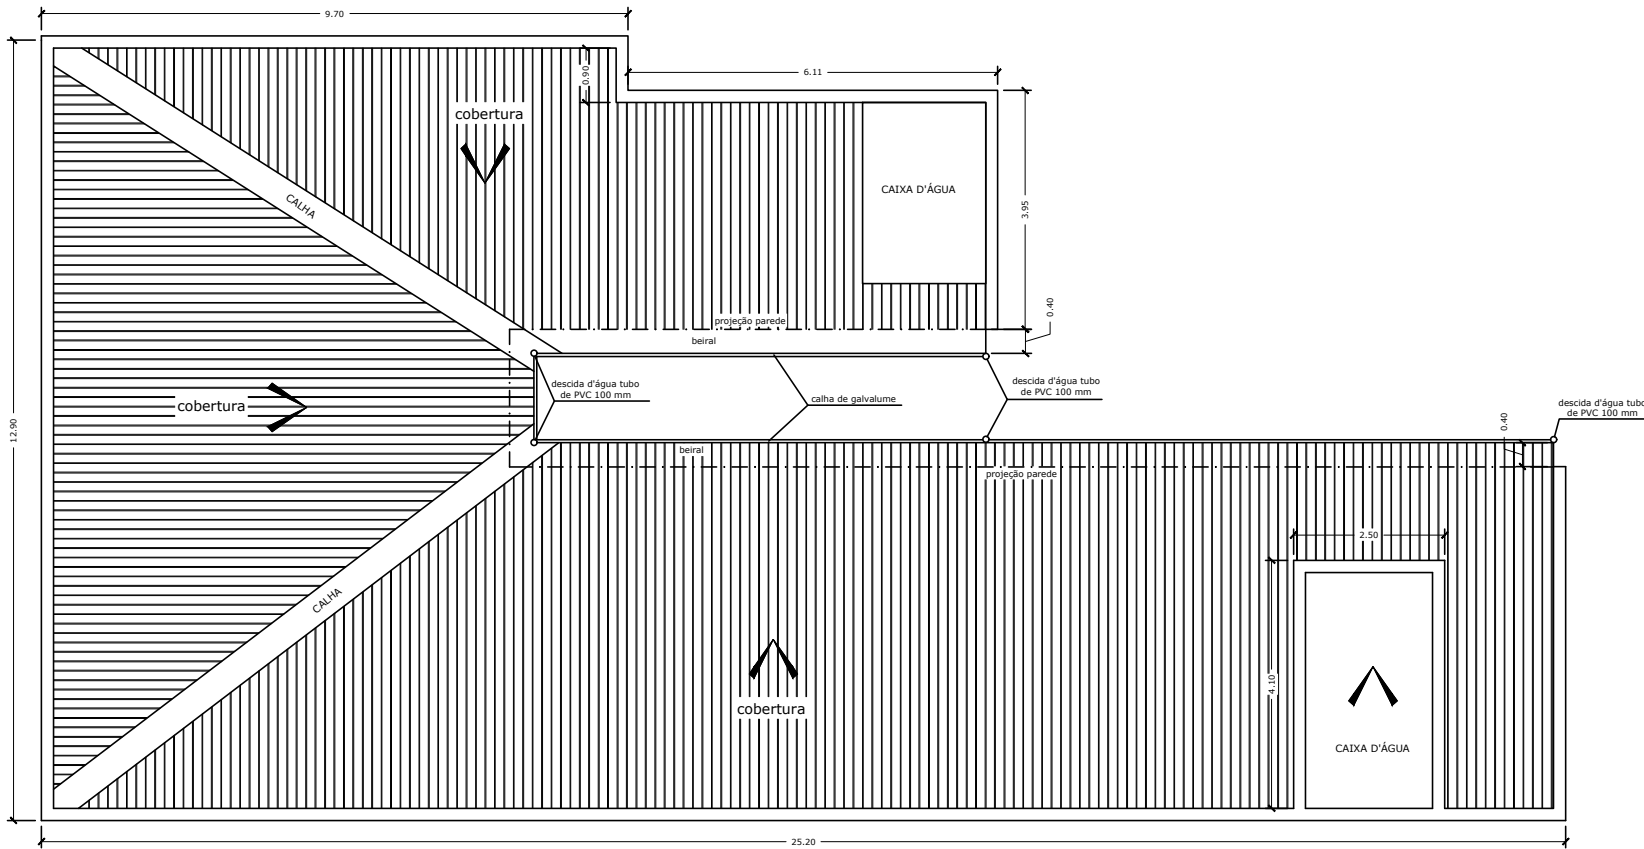 9.70
6.11
0.90
cobertura
CAIXA D'ÁGUA
CALHA
3.95
0.40
projeção parede
beiral
descida d'água tubo
de PVC 100 mm
descida d'água tubo
de PVC 100 mm
calha de galvalume
cobertura
12.90
descida d'água tubo
de PVC 100 mm
0.40
beiral
projeção parede
2.50
CALHA
4.10
cobertura
CAIXA D'ÁGUA
25.20